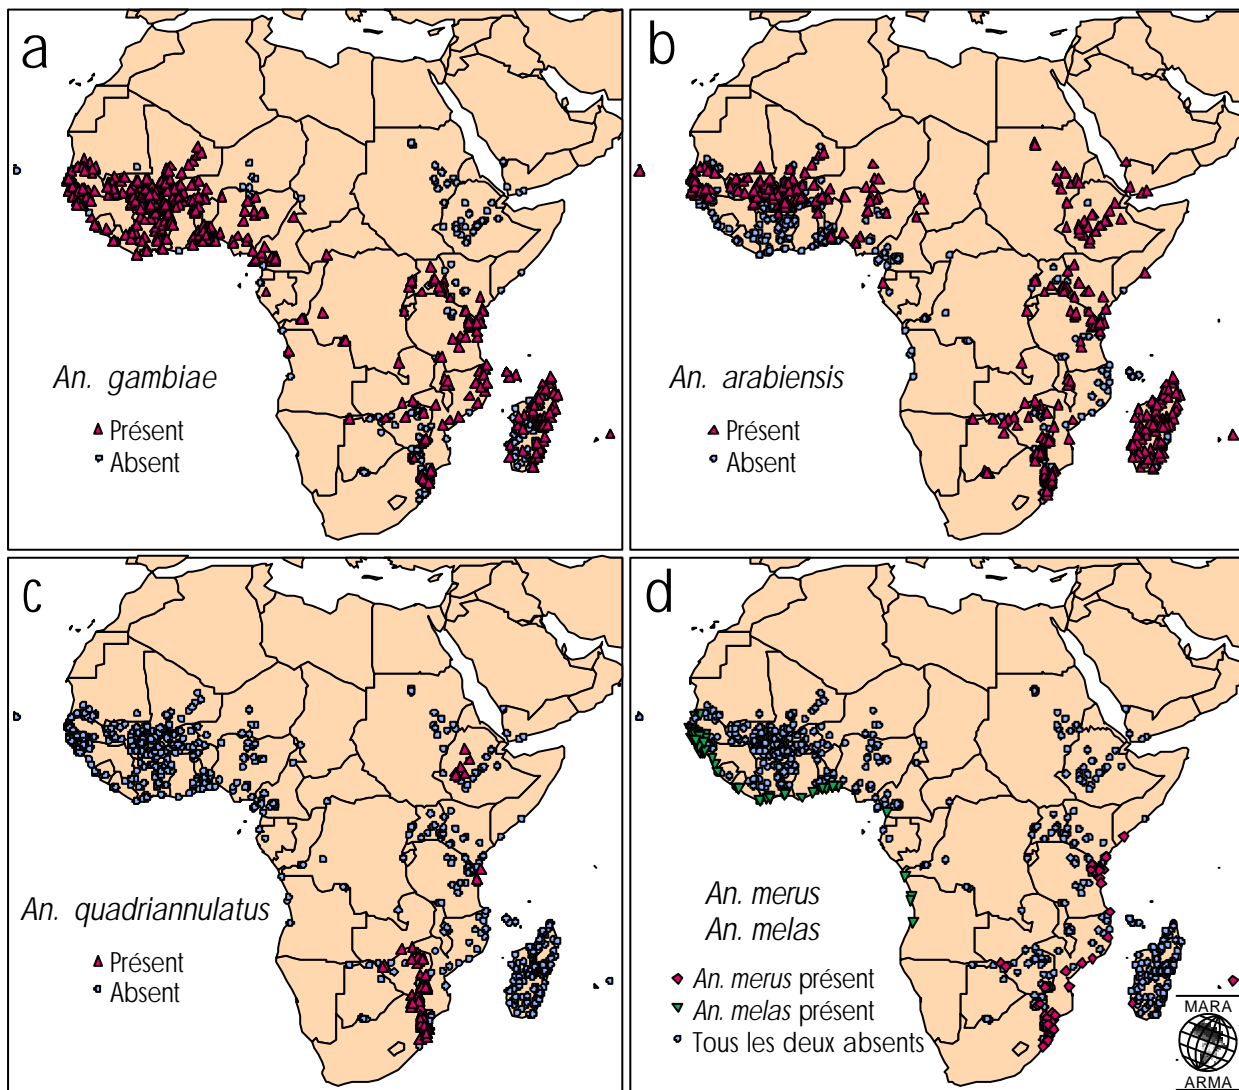 a
An. gambiae
Présent
Absent
b
An. arabiensis
Présent
Absent
c
An. quadriannulatus
Présent
Absent
d
An. merus
An. melas
An. merus présent
An. melas présent
Tous les deux absents
MARA
ARMA